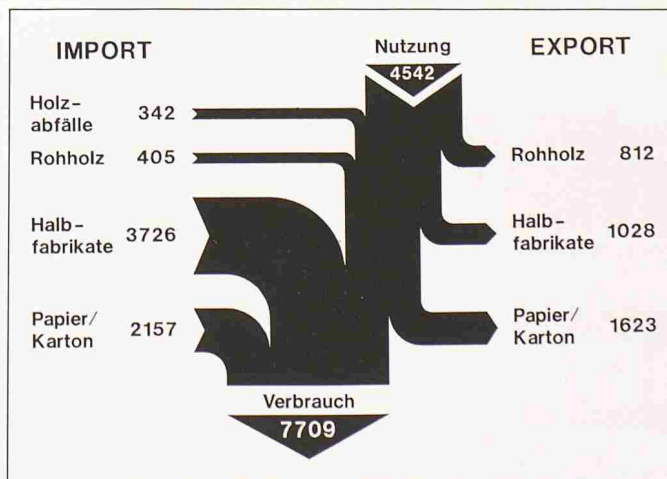 IMPORT
Nutzung
4542
EXPORT
Holz-
abfälle 342
Rohholz 405
Halb-
fabrikate 3726
Papier/
Karton 2157
Rohholz 812
Halb-
fabrikate 1028
Papier/
Karton 1623
Verbrauch
7709